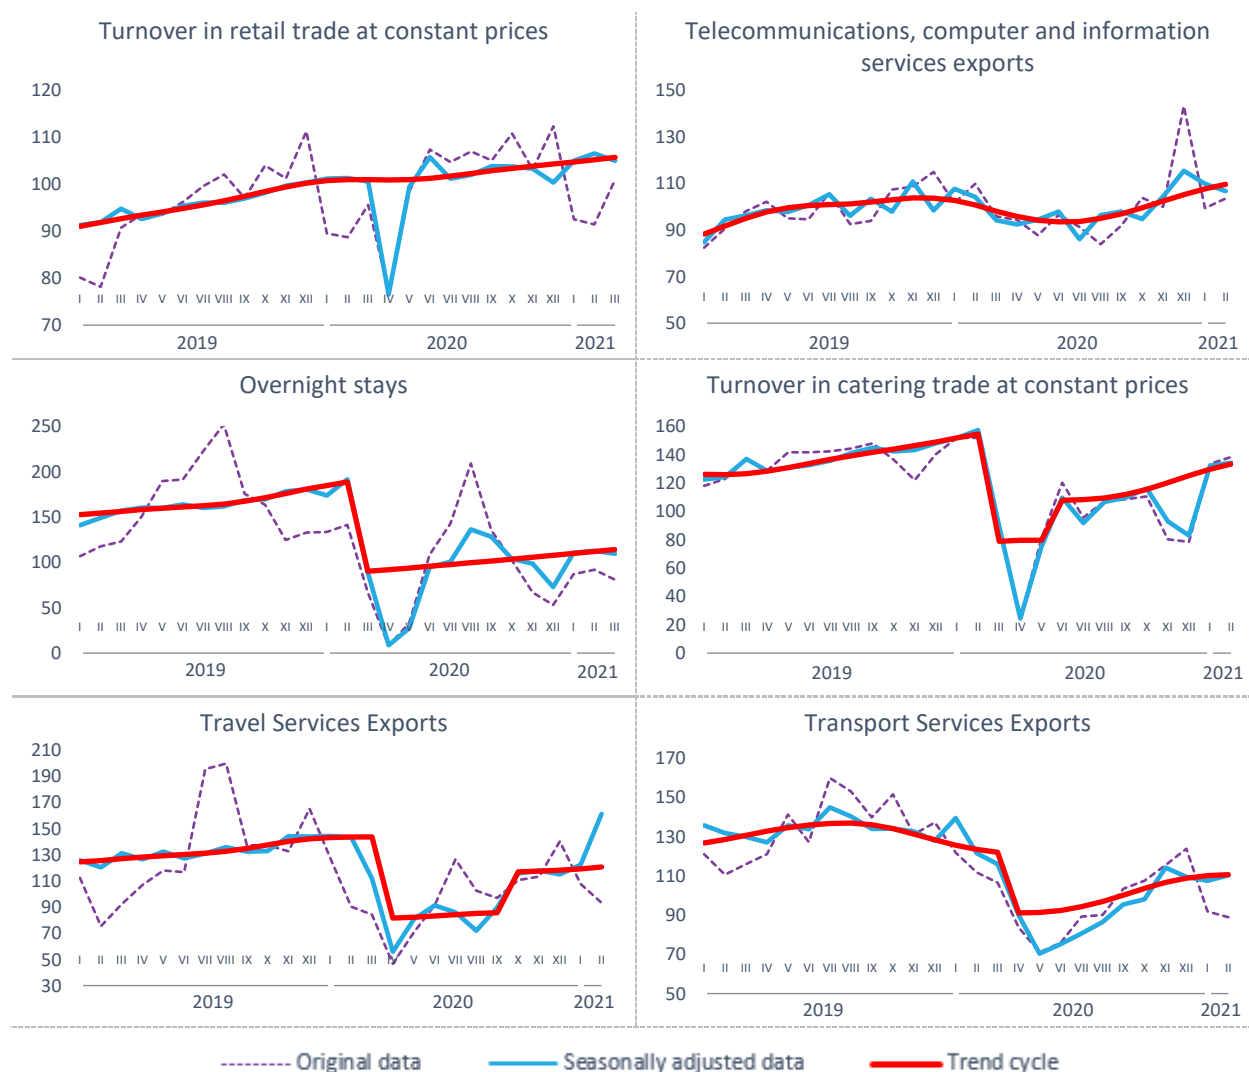 Turnover in retail trade at constant prices
120
110
100
90
80
70
I II III IV V VI VII VIII IX X XI XII I II III IV V VI VII VIII IX X XI XII I II III
2019 2020 2021
Telecommunications, computer and information
services exports
150
130
110
90
70
50
I II III IV V VI VII VIII IX X XI XII I II III IV V VI VII VIII IX X XI XII I II
2019 2020 2021
Overnight stays
250
200
150
100
50
0
I II III IV V VI VII VIII IX X XI XII I II III IV V VI VII VIII IX X XI XII I II III
2019 2020 2021
Turnover in catering trade at constant prices
160
140
120
100
80
60
40
20
0
I II III IV V VI VII VIII IX X XI XII I II III IV V VI VII VIII IX X XI XII I II
2019 2020 2021
Travel Services Exports
210
190
170
150
130
110
90
70
50
30
I II III IV V VI VII VIII IX X XI XII I II III IV V VI VII VIII IX X XI XII I II
2019 2020 2021
Transport Services Exports
170
150
130
110
90
70
50
I II III IV V VI VII VIII IX X XI XII I II III IV V VI VII VIII IX X XI XII I II
2019 2020 2021
Original data Seasonally adjusted data Trend cycle